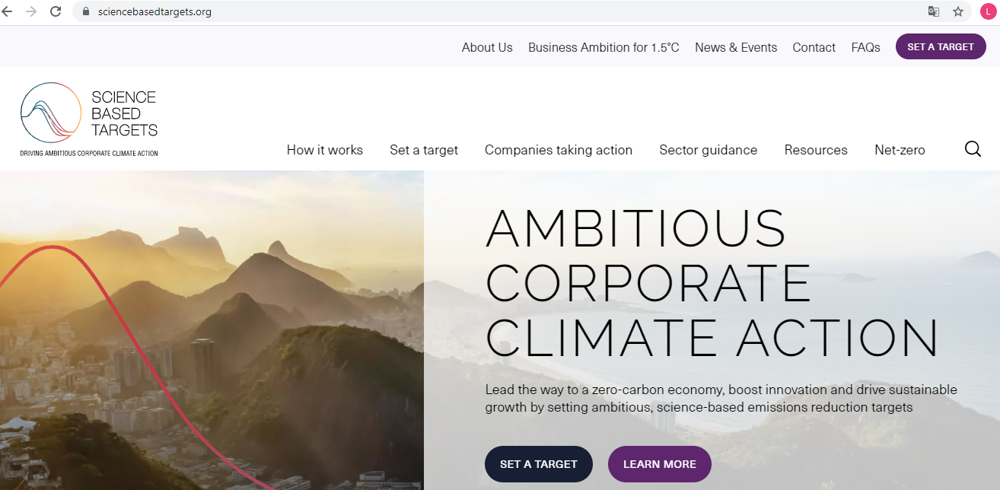 sciencebasedtargets.org
L
About Us Business Ambition for 1.5°C News & Events Contact FAQs SET A TARGET
SCIENCE
BASED
TARGETS
DRIVING AMBITIOUS CORPORATE CLIMATE ACTION
How it works Set a target Companies taking action Sector guidance Resources Net-zero
AMBITIOUS
CORPORATE
CLIMATE ACTION
Lead the way to a zero-carbon economy, boost innovation and drive sustainable
growth by setting ambitious, science-based emissions reduction targets
SET A TARGET LEARN MORE